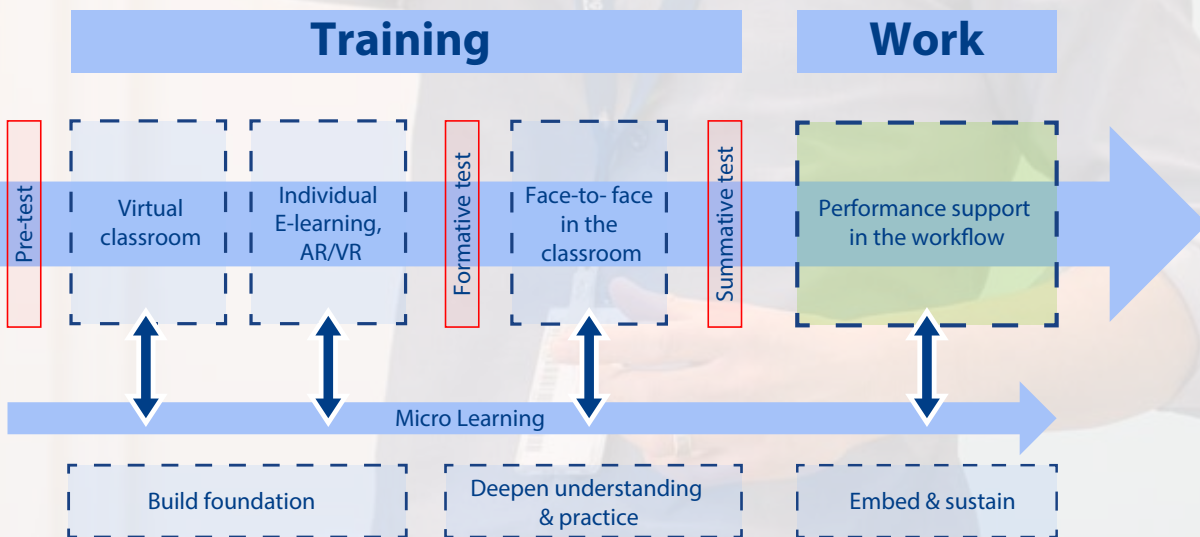 Training
Work
Pre-test
Virtual
classroom
Individual
E-learning,
AR/VR
Formative test
Face-to- face
in the
classroom
Summative test
Performance support
in the workflow
Micro Learning
Build foundation
Deepen understanding
& practice
Embed & sustain